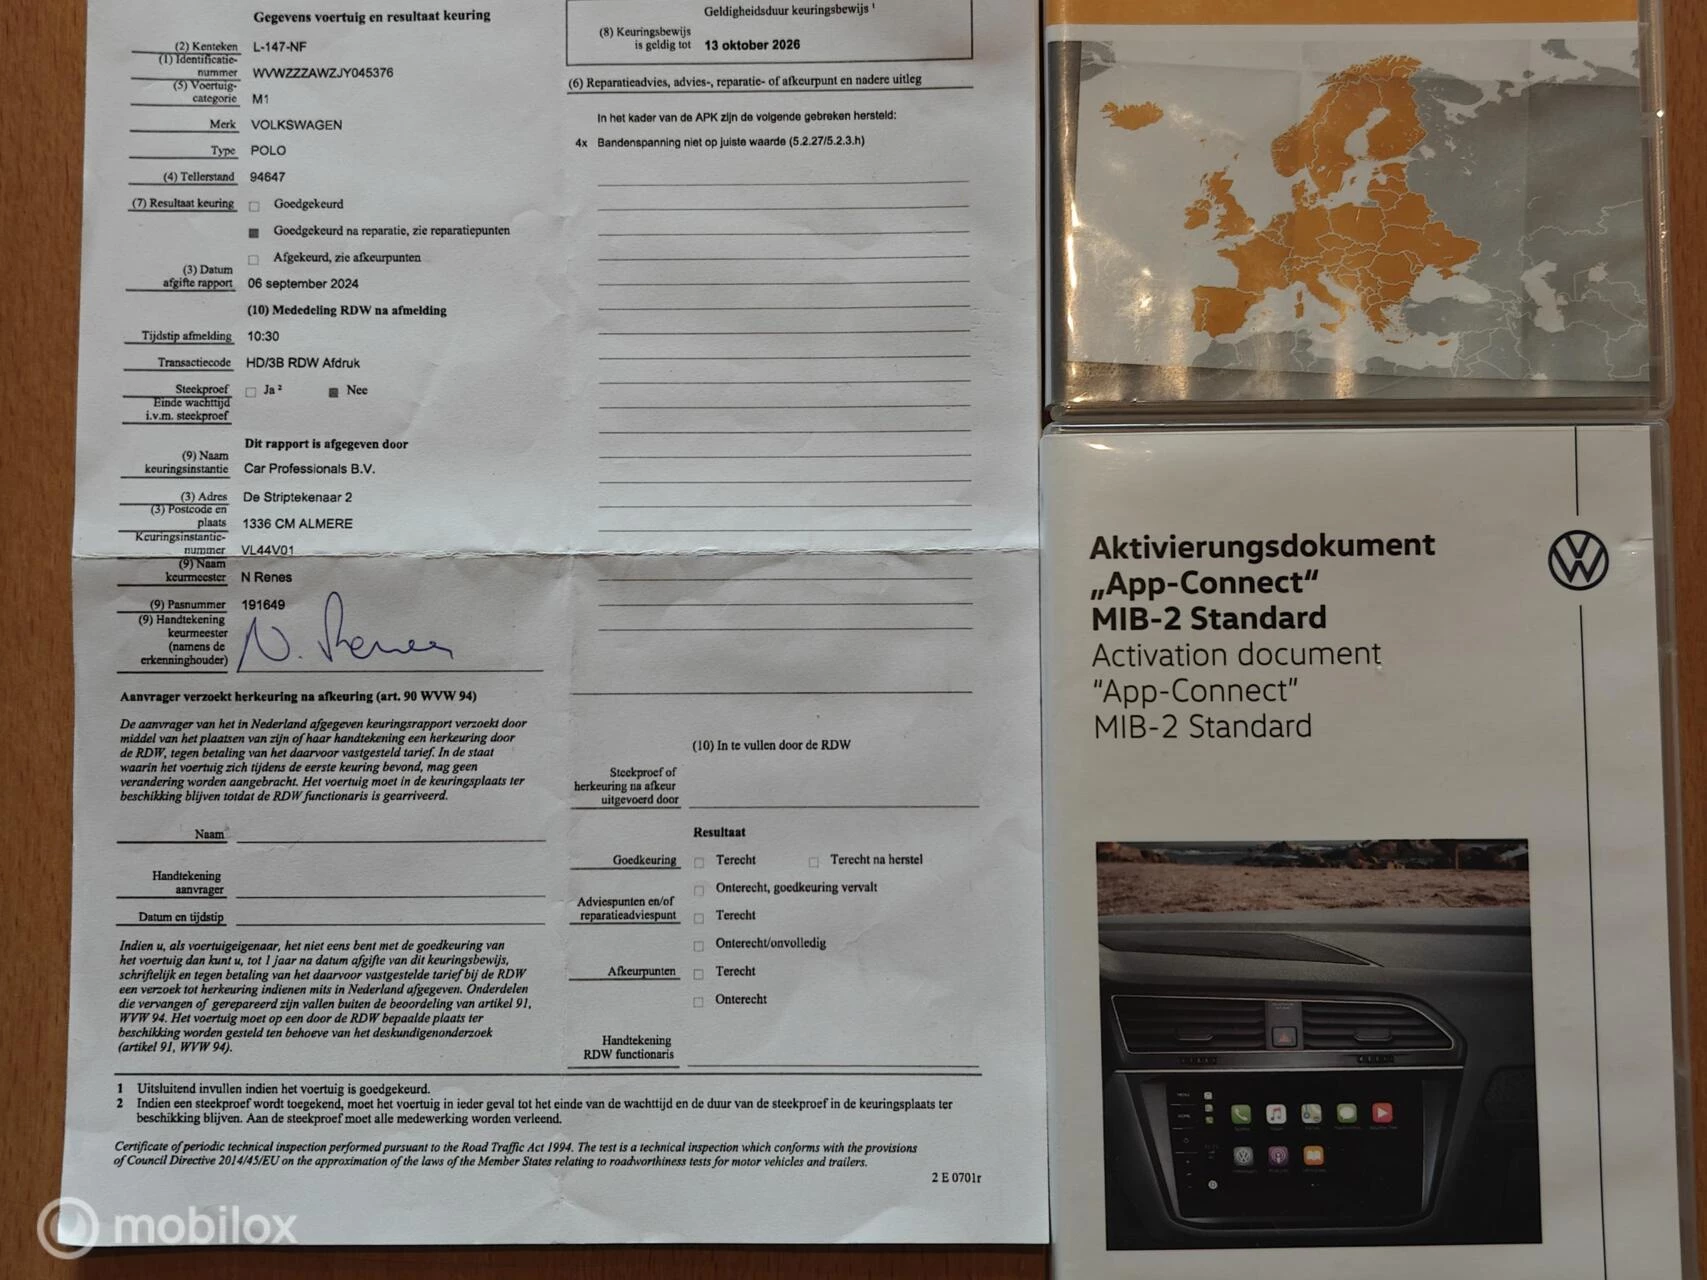 Gegevens voertuig en resultaat keuring
(2) Kenteken L-147-NF
(1) Identificatie-
nummer WVWZZZAWZJY045376
(5) Voertuig-
categorie M1
Merk VOLKSWAGEN
Type POLO
(4) Tellerstand 94647
(7) Resultaat keuring Goedgekeurd
Goedgekeurd na reparatie, zie reparatiepunten
Afgekeurd, zie afkeurpunten
(3) Datum
afgifte rapport 06 september 2024
(10) Mededeling RDW na afmelding
Tijdstip afmelding 10:30
Transactiecode HD/3B RDW Afdruk
Steekproef Ja 2 Nee
Einde wachttijd
i.v.m. steekproef
Dit rapport is afgegeven door
(9) Naam
keuringsinstantie Car Professionals B.V.
(3) Adres De Striptekenaar 2
(3) Postcode en
plaats 1336 CM ALMERE
Keuringsinstantie-
nummer VL44V01
(9) Naam
keurmeester N Renes
(9) Pasnummer 191649
(9) Handtekening
keurmeester
(namens de
erkenninghouder)
N. Renes
Aanvrager verzoekt herkeuring na afkeuring (art. 90 WVW 94)
De aanvrager van het in Nederland afgegeven keuringsrapport verzoekt door
middel van het plaatsen van zijn of haar handtekening een herkeuring door
de RDW, tegen betaling van het daarvoor vastgesteld tarief. In de staat
waarin het voertuig zich tijdens de eerste keuring bevond, mag geen
verandering worden aangebracht. Het voertuig moet in de keuringsplaats ter
beschikking blijven totdat de RDW functionaris is gearriveerd.
Naam
Handtekening
aanvrager
Datum en tijdstip
Indien u, als voertuigeigenaar, het niet eens bent met de goedkeuring van
het voertuig dan kunt u, tot 1 jaar na datum afgifte van dit keuringsbewijs,
schriftelijk en tegen betaling van het daarvoor vastgestelde tarief bij de RDW
een verzoek tot herkeuring indienen mits in Nederland afgegeven. Onderdelen
die vervangen of gerepareerd zijn vallen buiten de beoordeling van artikel 91,
WVW 94. Het voertuig moet op een door de RDW bepaalde plaats ter
beschikking worden gesteld ten behoeve van het deskundigenonderzoek
(artikel 91, WVW 94).
Geldigheidsduur keuringsbewijs 1
(8) Keuringsbewijs
is geldig tot 13 oktober 2026
(6) Reparatieadvies, advies-, reparatie- of afkeurpunt en nadere uitleg
In het kader van de APK zijn de volgende gebreken hersteld:
4x Bandenspanning niet op juiste waarde (5.2.27/5.2.3.h)
(10) In te vullen door de RDW
Steekproef of
herkeuring na afkeur
uitgevoerd door
Resultaat
Goedkeuring Terecht Terecht na herstel
Onterecht, goedkeuring vervalt
Adviespunten en/of
reparatieadviespunt Terecht
Onterecht/onvolledig
Afkeurpunten Terecht
Onterecht
Handtekening
RDW functionaris
1 Uitsluitend invullen indien het voertuig is goedgekeurd.
2 Indien een steekproef wordt toegekend, moet het voertuig in ieder geval tot het einde van de wachttijd en de duur van de steekproef in de keuringsplaats ter
beschikking blijven. Aan de steekproef moet alle medewerking worden verleend.
Certificate of periodic technical inspection performed pursuant to the Road Traffic Act 1994. The test is a technical inspection which conforms with the provisions
of Council Directive 2014/45/EU on the approximation of the laws of the Member States relating to roadworthiness tests for motor vehicles and trailers.
2 E 0701r
mobilox
Aktivierungsdokument
„App-Connect“
MIB-2 Standard
Activation document
"App-Connect"
MIB-2 Standard